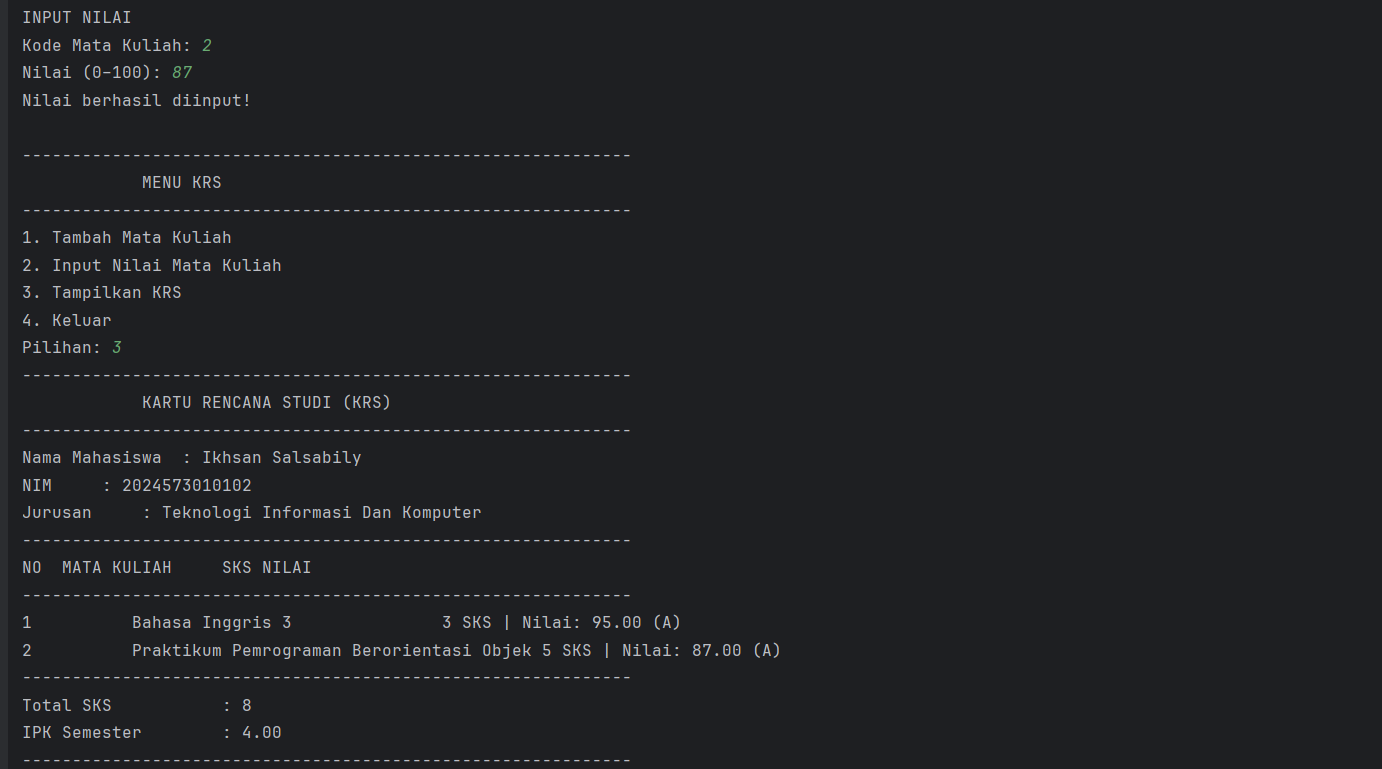 INPUT NILAI
Kode Mata Kuliah: 2
Nilai (0-100): 87
Nilai berhasil diinput!
-------------------------------------------------------------
            MENU KRS
-------------------------------------------------------------
1. Tambah Mata Kuliah
2. Input Nilai Mata Kuliah
3. Tampilkan KRS
4. Keluar
Pilihan: 3
-------------------------------------------------------------
            KARTU RENCANA STUDI (KRS)
-------------------------------------------------------------
Nama Mahasiswa  : Ikhsan Salsabily
NIM     : 2024573010102
Jurusan     : Teknologi Informasi Dan Komputer
-------------------------------------------------------------
NO  MATA KULIAH     SKS NILAI
-------------------------------------------------------------
1          Bahasa Inggris 3               3 SKS | Nilai: 95.00 (A)
2          Praktikum Pemrograman Berorientasi Objek 5 SKS | Nilai: 87.00 (A)
-------------------------------------------------------------
Total SKS           : 8
IPK Semester        : 4.00
-------------------------------------------------------------